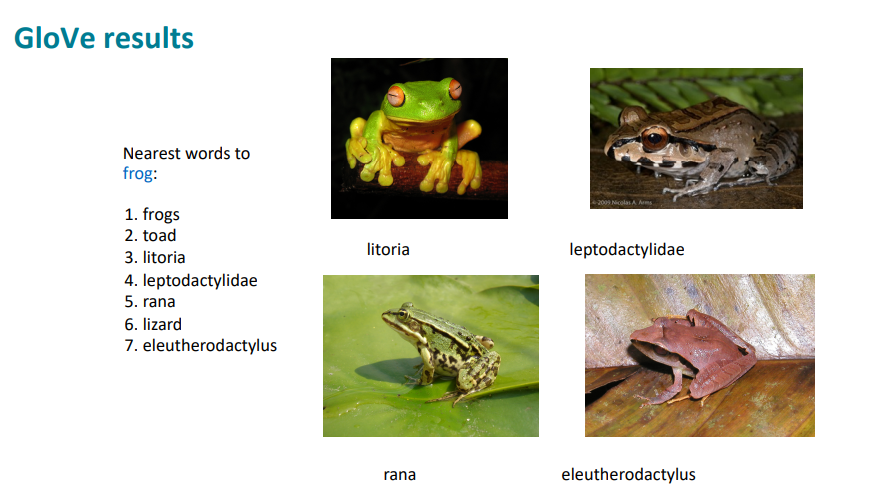 GloVe results
Nearest words to
frog:
1. frogs
2. toad
3. litoria
4. leptodactylidae
5. rana
6. lizard
7. eleutherodactylus
© 2009 Nicolas A. Arms
litoria
leptodactylidae
rana
eleutherodactylus